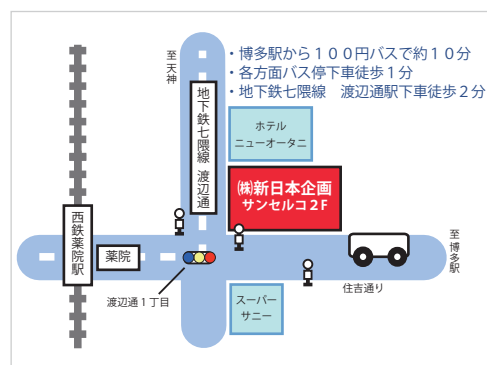 ・博多駅から１００円バスで約１０分
・各方面バス停下車徒歩１分
・地下鉄七隈線　渡辺通駅下車徒歩２分
至天神
地下鉄七隈線 渡辺通
ホテル
ニューオータニ
㈱新日本企画
サンセルコ２F
西鉄薬院駅
薬院
渡辺通１丁目
至博多駅
住吉通り
スーパー
サニー